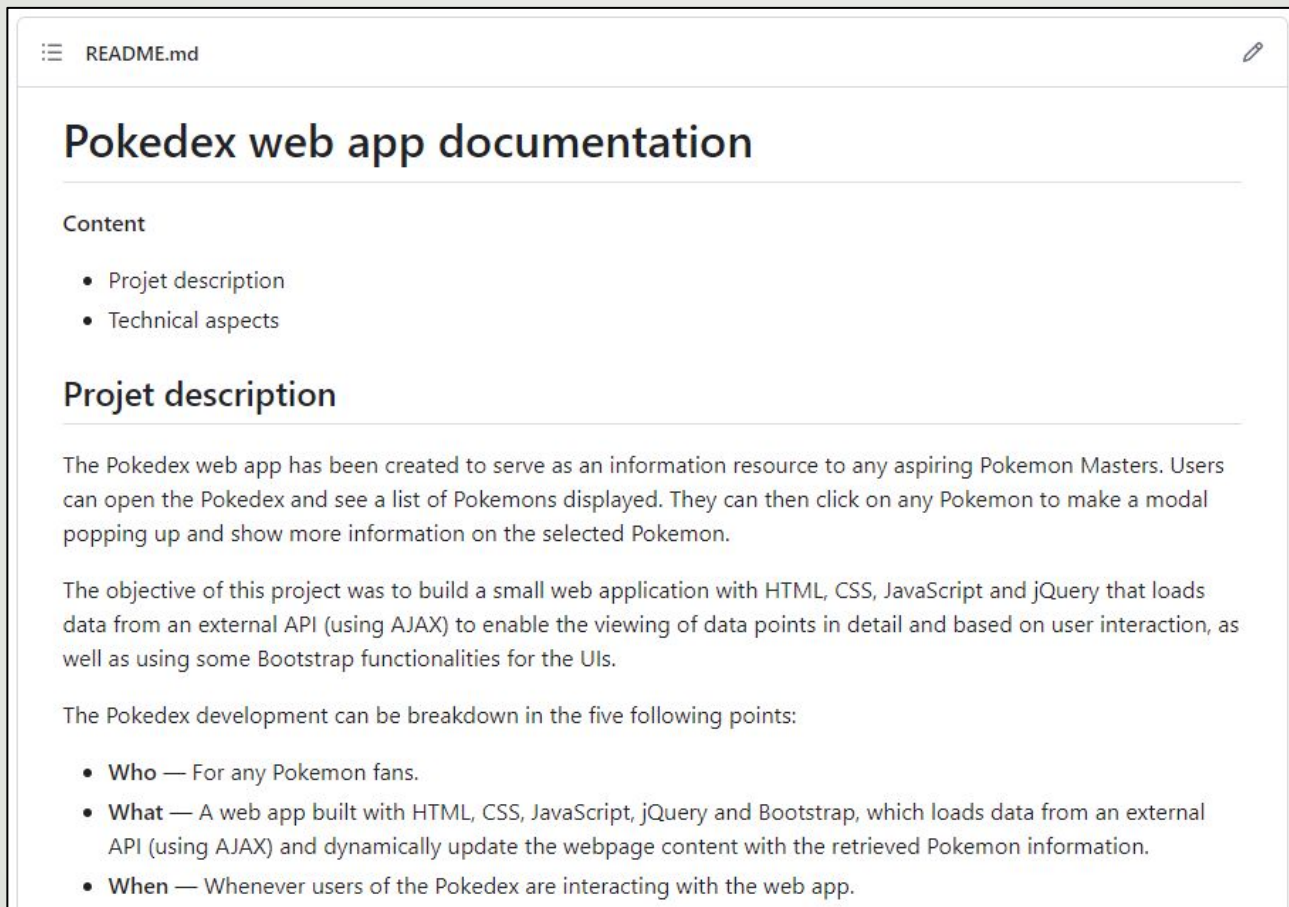 README.md
Pokedex web app documentation
Content
Projet description
Technical aspects
Projet description
The Pokedex web app has been created to serve as an information resource to any aspiring Pokemon Masters. Users
can open the Pokedex and see a list of Pokemons displayed. They can then click on any Pokemon to make a modal
popping up and show more information on the selected Pokemon.
The objective of this project was to build a small web application with HTML, CSS, JavaScript and jQuery that loads
data from an external API (using AJAX) to enable the viewing of data points in detail and based on user interaction, as
well as using some Bootstrap functionalities for the UIs.
The Pokedex development can be breakdown in the five following points:
Who — For any Pokemon fans.
What — A web app built with HTML, CSS, JavaScript, jQuery and Bootstrap, which loads data from an external
API (using AJAX) and dynamically update the webpage content with the retrieved Pokemon information.
When — Whenever users of the Pokedex are interacting with the web app.